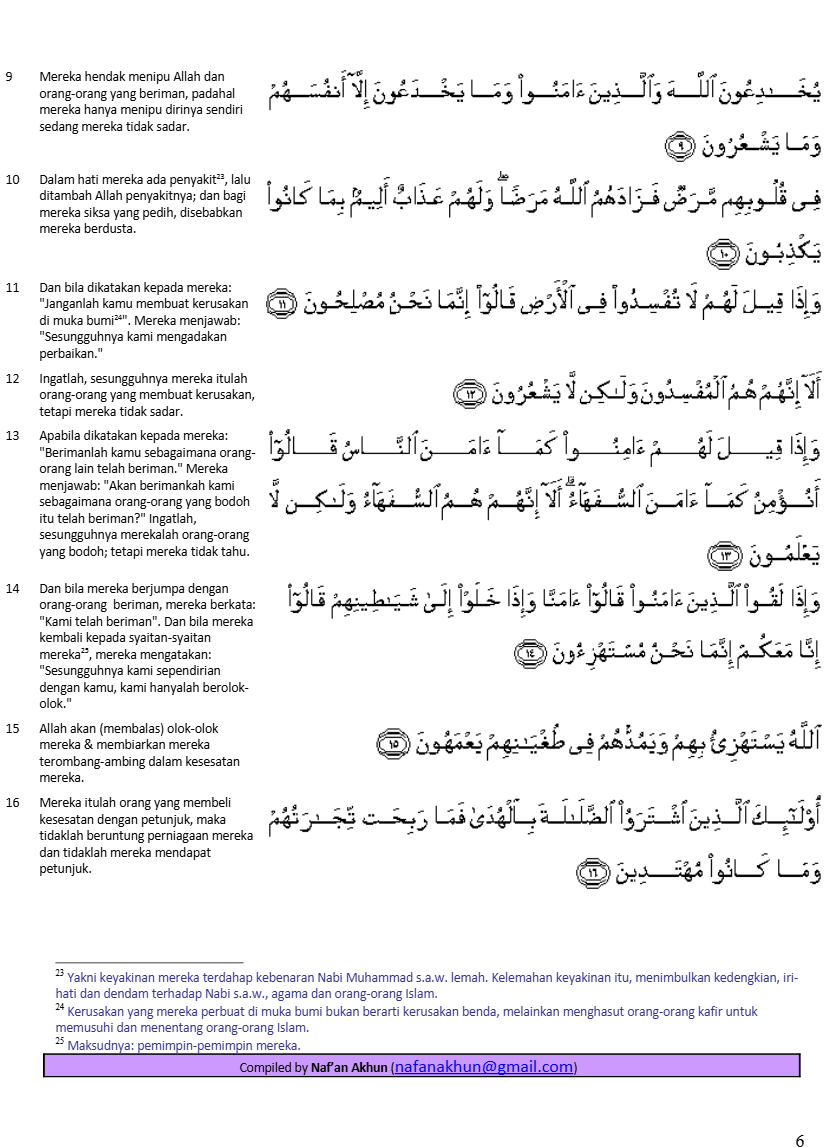 9 Mereka hendak menipu Allah dan
orang-orang yang beriman, padahal
mereka hanya menipu dirinya sendiri
sedang mereka tidak sadar.
يُخَـٰدِعُونَ ٱللَّهَ وَٱلَّذِينَ ءَامَنُوا۟ وَمَا يَخْدَعُونَ إِلَّآ أَنفُسَهُمْ
وَمَا يَشْعُرُونَ ٩
10 Dalam hati mereka ada penyakit²³, lalu
ditambah Allah penyakitnya; dan bagi
mereka siksa yang pedih, disebabkan
mereka berdusta.
فِى قُلُوبِهِم مَّرَضٌ فَزَادَهُمُ ٱللَّهُ مَرَضًا ۖ وَلَهُمْ عَذَابٌ أَلِيمٌۢ بِمَا كَانُوا۟
يَكْذِبُونَ ١٠
11 Dan bila dikatakan kepada mereka:
"Janganlah kamu membuat kerusakan
di muka bumi²⁴". Mereka menjawab:
"Sesungguhnya kami mengadakan
perbaikan."
وَإِذَا قِيلَ لَهُمْ لَا تُفْسِدُوا۟ فِى ٱلْأَرْضِ قَالُوٓا۟ إِنَّمَا نَحْنُ مُصْلِحُونَ ١١
12 Ingatlah, sesungguhnya mereka itulah
orang-orang yang membuat kerusakan,
tetapi mereka tidak sadar.
أَلَآ إِنَّهُمْ هُمُ ٱلْمُفْسِدُونَ وَلَـٰكِن لَّا يَشْعُرُونَ ١٢
13 Apabila dikatakan kepada mereka:
"Berimanlah kamu sebagaimana orang-
orang lain telah beriman." Mereka
menjawab: "Akan berimankah kami
sebagaimana orang-orang yang bodoh
itu telah beriman?" Ingatlah,
sesungguhnya merekalah orang-orang
yang bodoh; tetapi mereka tidak tahu.
وَإِذَا قِيلَ لَهُمْ ءَامِنُوا۟ كَمَآ ءَامَنَ ٱلنَّاسُ قَالُوٓا۟
أَنُؤْمِنُ كَمَآ ءَامَنَ ٱلسُّفَهَآءُ ۗ أَلَآ إِنَّهُمْ هُمُ ٱلسُّفَهَآءُ وَلَـٰكِن لَّا
يَعْلَمُونَ ١٣
14 Dan bila mereka berjumpa dengan
orang-orang beriman, mereka berkata:
"Kami telah beriman". Dan bila mereka
kembali kepada syaitan-syaitan
mereka²⁵, mereka mengatakan:
"Sesungguhnya kami sependirian
dengan kamu, kami hanyalah berolok-
olok."
وَإِذَا لَقُوا۟ ٱلَّذِينَ ءَامَنُوا۟ قَالُوٓا۟ ءَامَنَّا وَإِذَا خَلَوْا۟ إِلَىٰ شَيَـٰطِينِهِمْ قَالُوٓا۟
إِنَّا مَعَكُمْ إِنَّمَا نَحْنُ مُسْتَهْزِءُونَ ١٤
15 Allah akan (membalas) olok-olok
mereka & membiarkan mereka
terombang-ambing dalam kesesatan
mereka.
ٱللَّهُ يَسْتَهْزِئُ بِهِمْ وَيَمُدُّهُمْ فِى طُغْيَـٰنِهِمْ يَعْمَهُونَ ١٥
16 Mereka itulah orang yang membeli
kesesatan dengan petunjuk, maka
tidaklah beruntung perniagaan mereka
dan tidaklah mereka mendapat
petunjuk.
أُو۟لَـٰٓئِكَ ٱلَّذِينَ ٱشْتَرَوُا۟ ٱلضَّلَـٰلَةَ بِٱلْهُدَىٰ فَمَا رَبِحَت تِّجَـٰرَتُهُمْ
وَمَا كَانُوا۟ مُهْتَدِينَ ١٦
²³ Yakni keyakinan mereka terdahap kebenaran Nabi Muhammad s.a.w. lemah. Kelemahan keyakinan itu, menimbulkan kedengkian, iri-
hati dan dendam terhadap Nabi s.a.w., agama dan orang-orang Islam.
²⁴ Kerusakan yang mereka perbuat di muka bumi bukan berarti kerusakan benda, melainkan menghasut orang-orang kafir untuk
memusuhi dan menentang orang-orang Islam.
²⁵ Maksudnya: pemimpin-pemimpin mereka.
Compiled by Naf'an Akhun (nafanakhun@gmail.com)
6